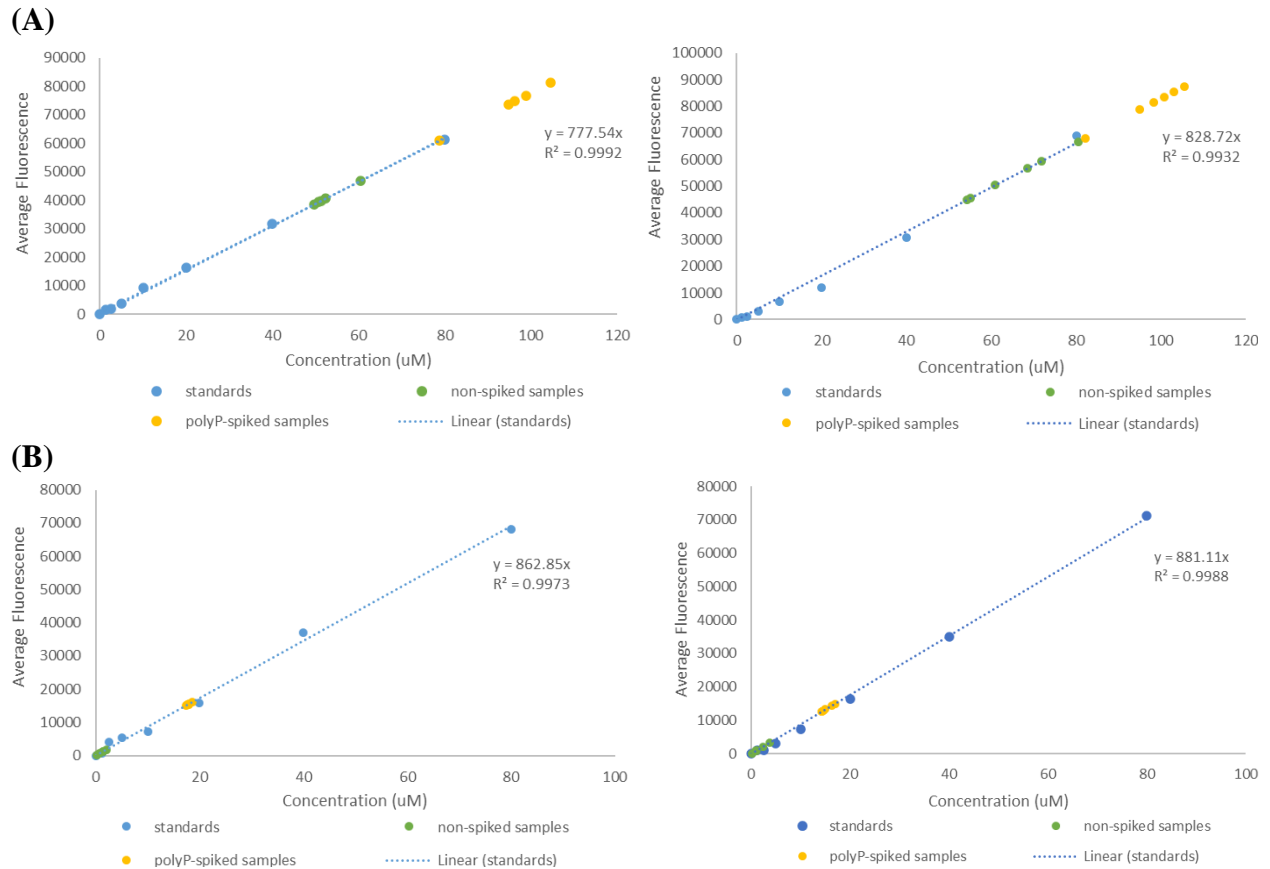 (A)
90000
80000
70000
60000
50000
40000
30000
20000
10000
0
Average Fluorescence
y = 777.54x
R² = 0.9992
0 20 40 60 80 100 120
Concentration (uM)
standards non-spiked samples
polyP-spiked samples Linear (standards)
100000
90000
80000
70000
60000
50000
40000
30000
20000
10000
0
Average Fluorescence
y = 828.72x
R² = 0.9932
0 20 40 60 80 100 120
Concentration (uM)
standards non-spiked samples
polyP-spiked samples Linear (standards)
(B)
80000
70000
60000
50000
40000
30000
20000
10000
0
Average Fluorescence
y = 862.85x
R² = 0.9973
0 20 40 60 80 100
Concentration (uM)
standards non-spiked samples
polyP-spiked samples Linear (standards)
80000
70000
60000
50000
40000
30000
20000
10000
0
Average Fluorescence
y = 881.11x
R² = 0.9988
0 20 40 60 80 100
Concentration (uM)
standards non-spiked samples
polyP-spiked samples Linear (standards)